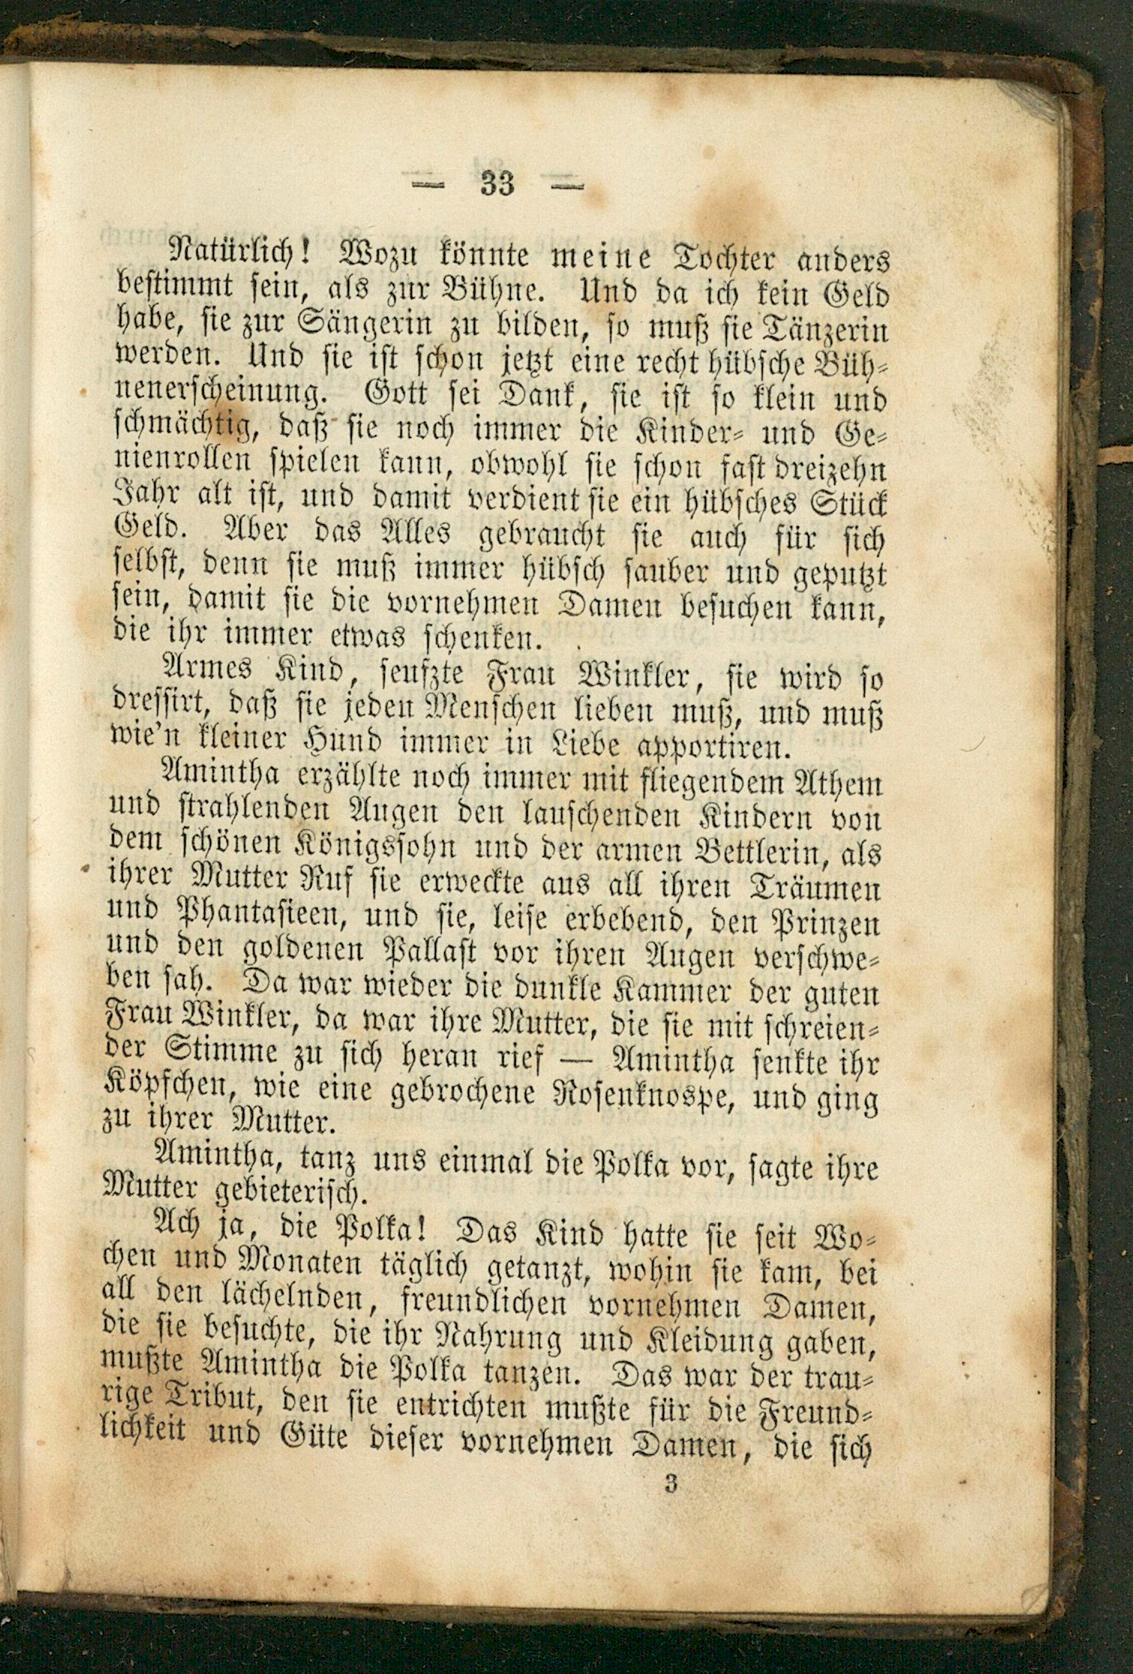 — 33 —
Natürlich! Wozu könnte meine Tochter anders
bestimmt sein, als zur Bühne. Und da ich kein Geld
habe, sie zur Sängerin zu bilden, so muß sie Tänzerin
werden. Und sie ist schon jetzt eine recht hübsche Büh-
nenerscheinung. Gott sei Dank, sie ist so klein und
schmächtig, daß sie noch immer die Kinder- und Ge-
nienrollen spielen kann, obwohl sie schon fast dreizehn
Jahr alt ist, und damit verdient sie ein hübsches Stück
Geld. Aber das Alles gebraucht sie auch für sich
selbst, denn sie muß immer hübsch sauber und geputzt
sein, damit sie die vornehmen Damen besuchen kann,
die ihr immer etwas schenken.
Armes Kind, seufzte Frau Winkler, sie wird so
dressirt, daß sie jeden Menschen lieben muß, und muß
wie'n kleiner Hund immer in Liebe apportiren.
Amintha erzählte noch immer mit fliegendem Athem
und strahlenden Augen den lauschenden Kindern von
dem schönen Königssohn und der armen Bettlerin, als
ihrer Mutter Ruf sie erweckte aus all ihren Träumen
und Phantasieen, und sie, leise erbebend, den Prinzen
und den goldenen Pallast vor ihren Augen verschwe-
ben sah. Da war wieder die dunkle Kammer der guten
Frau Winkler, da war ihre Mutter, die sie mit schreien-
der Stimme zu sich heran rief — Amintha senkte ihr
Köpfchen, wie eine gebrochene Rosenknospe, und ging
zu ihrer Mutter.
Amintha, tanz uns einmal die Polka vor, sagte ihre
Mutter gebieterisch.
Ach ja, die Polka! Das Kind hatte sie seit Wo-
chen und Monaten täglich getanzt, wohin sie kam, bei
all den lächelnden, freundlichen vornehmen Damen,
die sie besuchte, die ihr Nahrung und Kleidung gaben,
mußte Amintha die Polka tanzen. Das war der trau-
rige Tribut, den sie entrichten mußte für die Freund-
lichkeit und Güte dieser vornehmen Damen, die sich
3